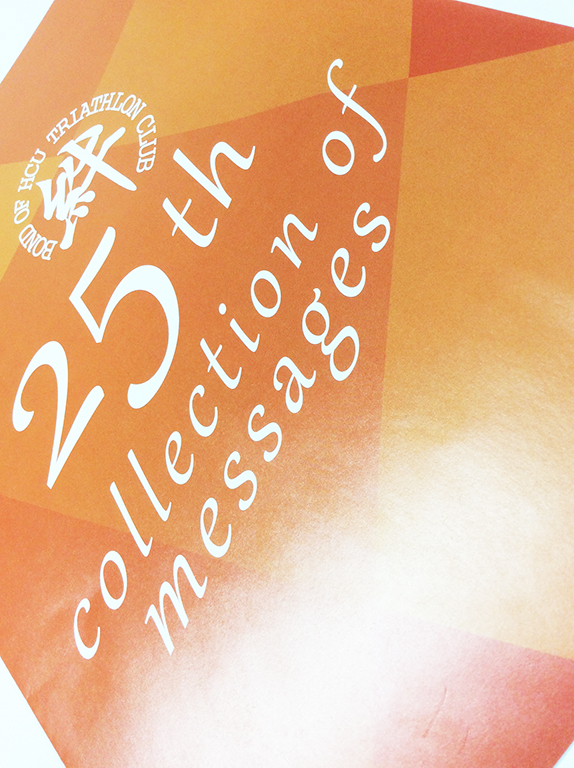 BOND OF HCU TRIATHLON CLUB
絆
25th
collection of
messages